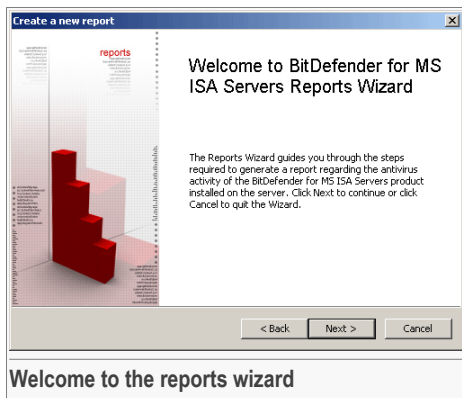 Create a new report
reports
Welcome to BitDefender for MS
ISA Servers Reports Wizard
The Reports Wizard guides you through the steps
required to generate a report regarding the antivirus
activity of the BitDefender for MS ISA Servers product
installed on the server. Click Next to continue or click
Cancel to quit the Wizard.
< Back
Next >
Cancel
Welcome to the reports wizard